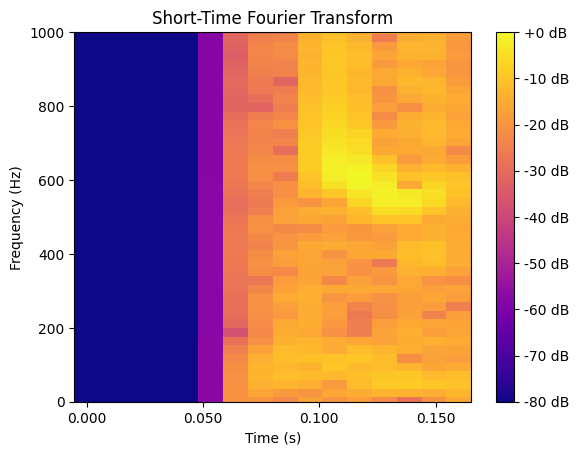 Short-Time Fourier Transform
Frequency (Hz)
1000
800
600
400
200
0
0.000
0.050
0.100
0.150
Time (s)
+0 dB
-10 dB
-20 dB
-30 dB
-40 dB
-50 dB
-60 dB
-70 dB
-80 dB